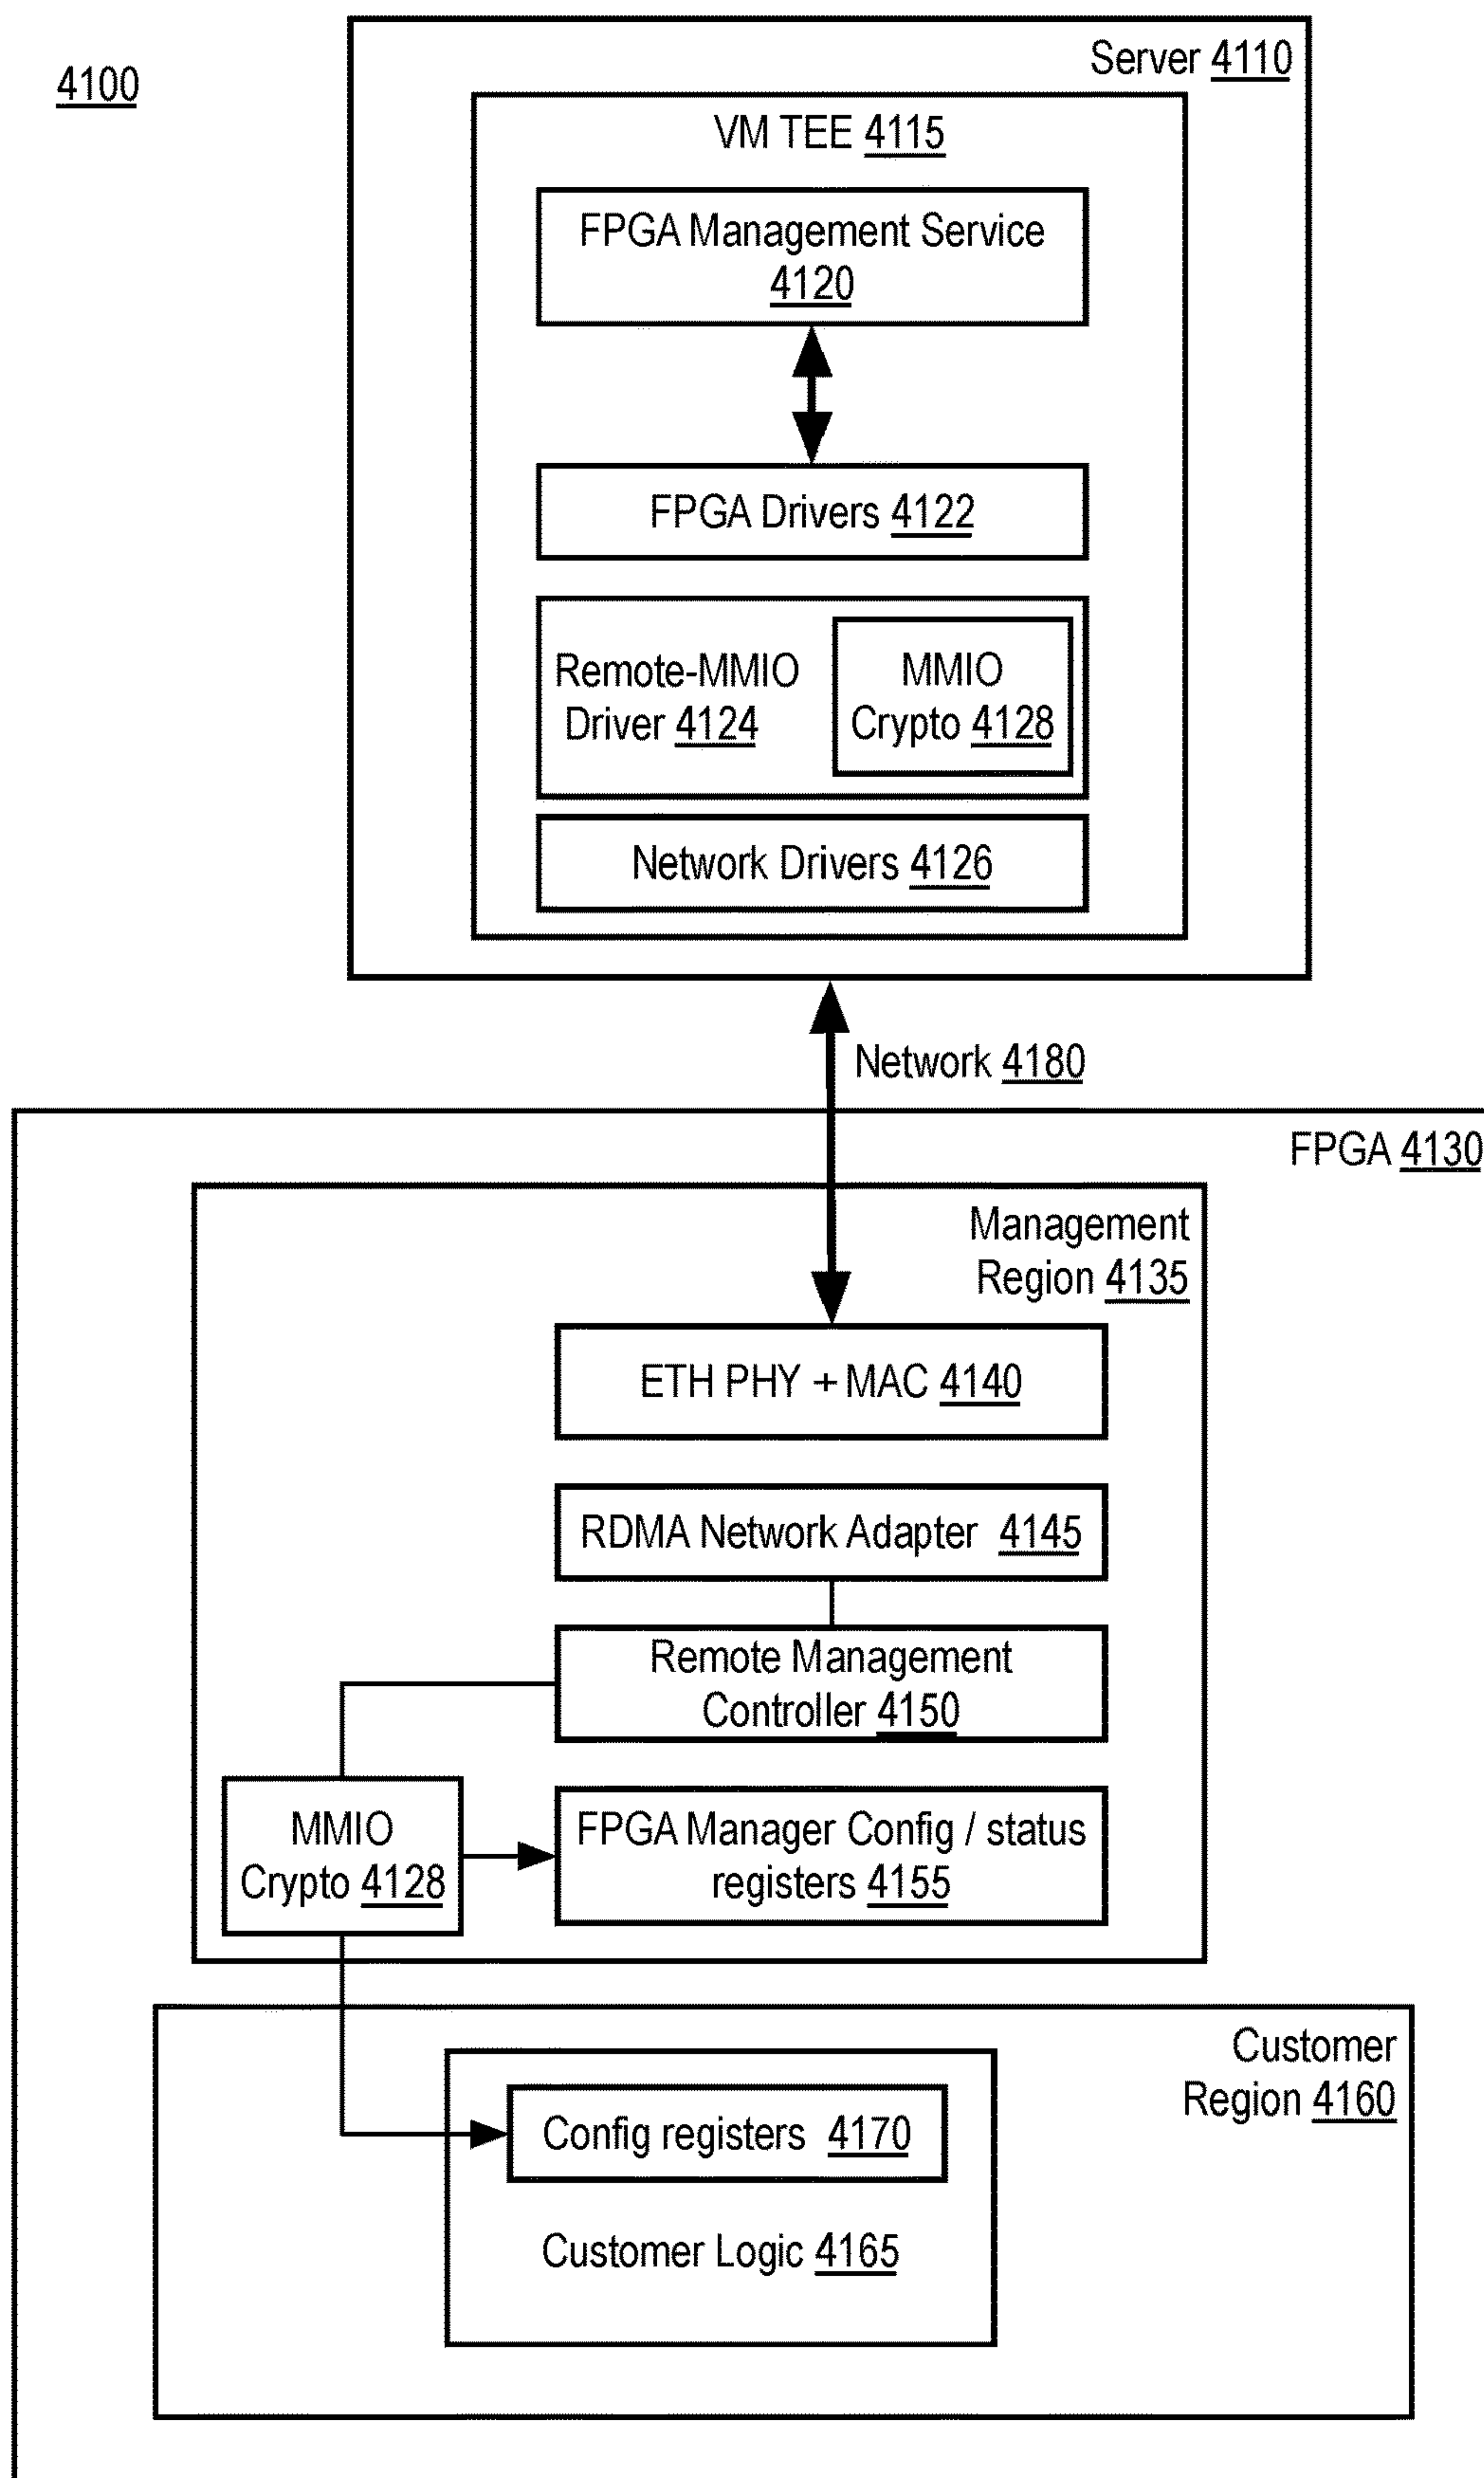 4100
Server 4110
VM TEE 4115
FPGA Management Service
4120
FPGA Drivers 4122
Remote-MMIO
Driver 4124
MMIO
Crypto 4128
Network Drivers 4126
Network 4180
FPGA 4130
Management
Region 4135
ETH PHY + MAC 4140
RDMA Network Adapter 4145
Remote Management
Controller 4150
MMIO
Crypto 4128
FPGA Manager Config / status
registers 4155
Customer
Region 4160
Config registers 4170
Customer Logic 4165